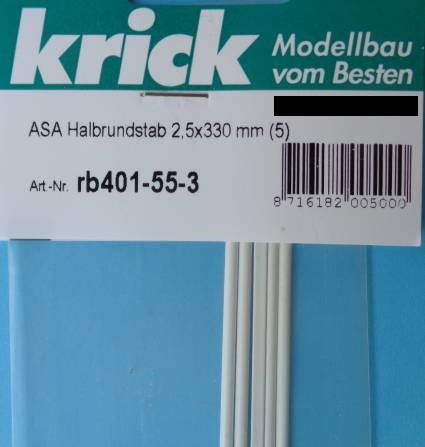 krick
Modellbau
vom Besten
ASA Halbrundstab 2,5x330 mm (5)
Art.-Nr. rb401-55-3
8 716182 005000